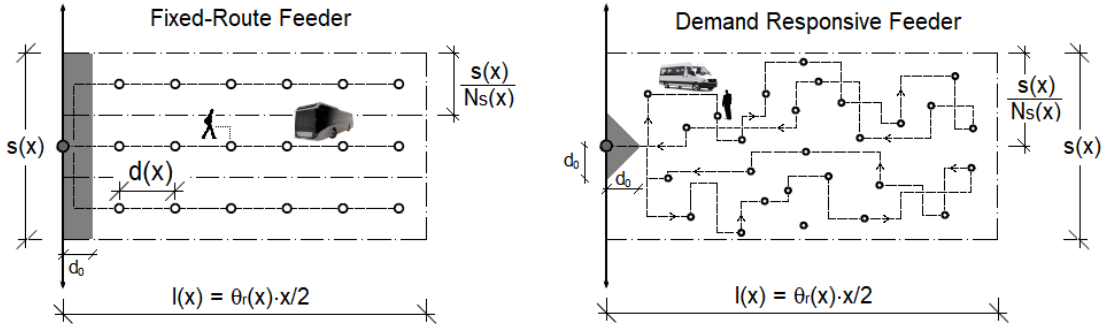 Fixed-Route Feeder
s(x)
d(x)
s(x)
Ns(x)
d₀
l(x) = θr(x)·x/2
Demand Responsive Feeder
d₀
d₀
s(x)
Ns(x)
s(x)
l(x) = θr(x)·x/2